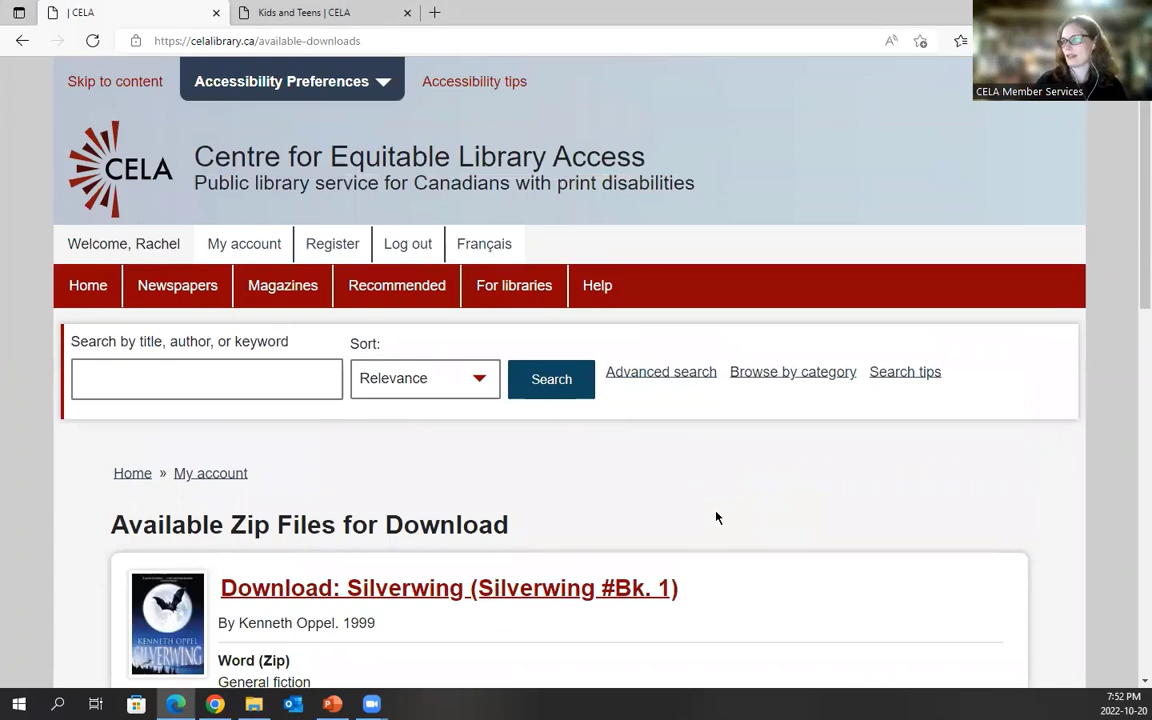 | CELA
Kids and Teens | CELA
https://celalibrary.ca/available-downloads
CELA Member Services
Skip to content
Accessibility Preferences
Accessibility tips
CELA
Centre for Equitable Library Access
Public library service for Canadians with print disabilities
Welcome, Rachel
My account
Register
Log out
Français
Home
Newspapers
Magazines
Recommended
For libraries
Help
Search by title, author, or keyword
Sort:
Relevance
Search
Advanced search
Browse by category
Search tips
Home » My account
Available Zip Files for Download
Download: Silverwing (Silverwing #Bk. 1)
KENNETH OPPEL
SILVERWING
By Kenneth Oppel. 1999
Word (Zip)
General fiction
7:52 PM
2022-10-20